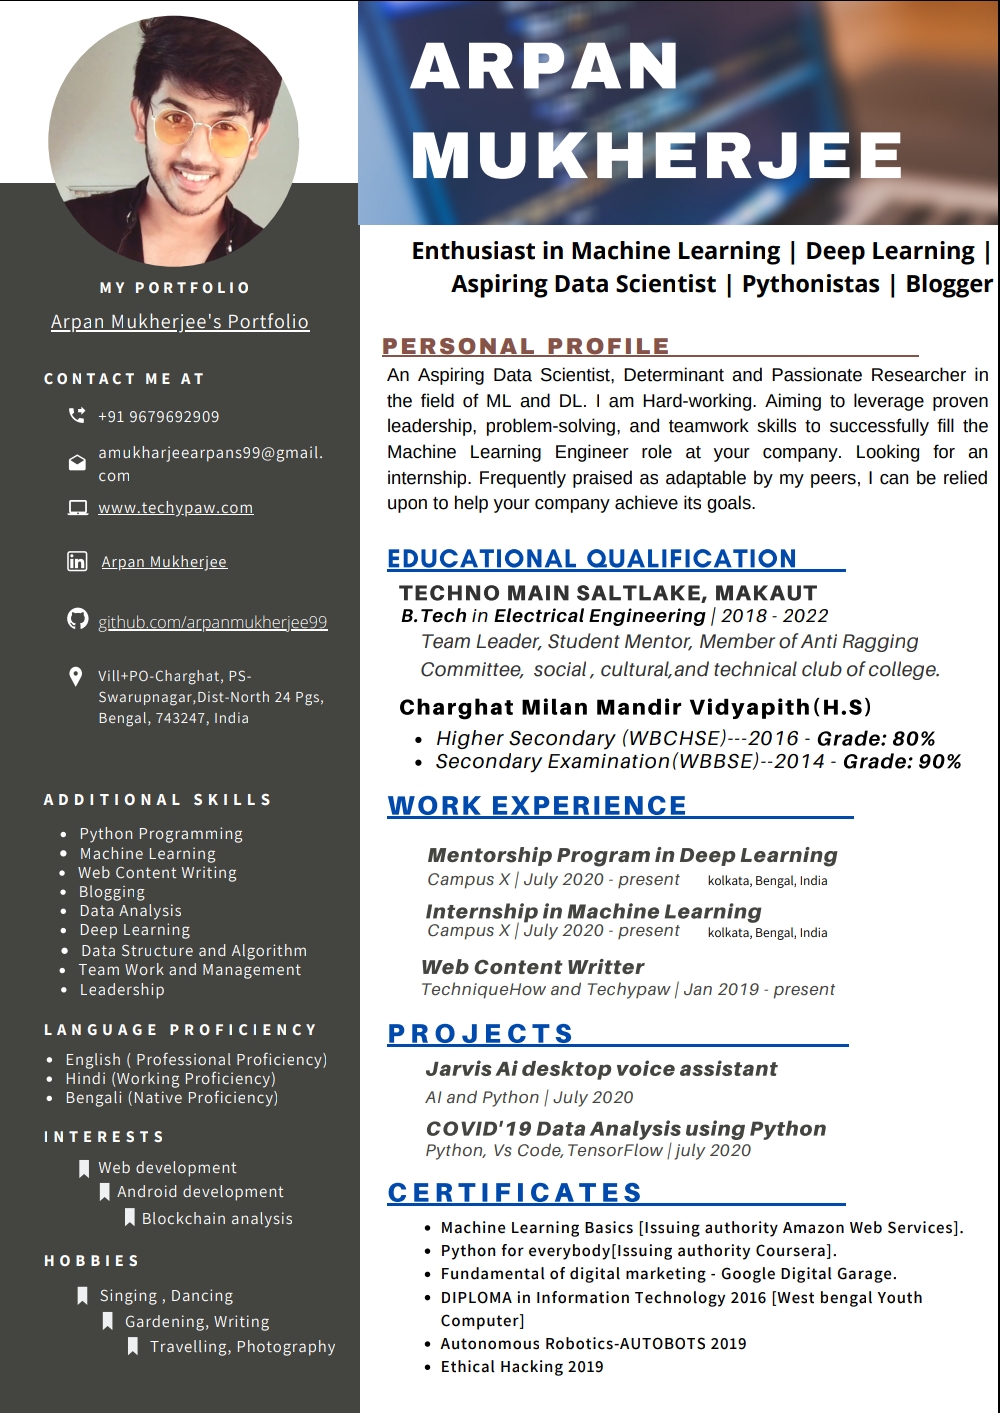 ARPAN
MUKHERJEE
Enthusiast in Machine Learning | Deep Learning |
Aspiring Data Scientist | Pythonistas | Blogger
MY PORTFOLIO
Arpan Mukherjee's Portfolio
CONTACT ME AT
+91 9679692909
amukharjeearpans99@gmail.
com
www.techypaw.com
Arpan Mukherjee
github.com/arpanmukherjee99
Vill+PO-Charghat, PS-
Swarupnagar,Dist-North 24 Pgs,
Bengal, 743247, India
ADDITIONAL SKILLS
• Python Programming
• Machine Learning
• Web Content Writing
• Blogging
• Data Analysis
• Deep Learning
• Data Structure and Algorithm
• Team Work and Management
• Leadership
LANGUAGE PROFICIENCY
• English ( Professional Proficiency)
• Hindi (Working Proficiency)
• Bengali (Native Proficiency)
INTERESTS
Web development
Android development
Blockchain analysis
HOBBIES
Singing , Dancing
Gardening, Writing
Travelling, Photography
PERSONAL PROFILE
An Aspiring Data Scientist, Determinant and Passionate Researcher in
the field of ML and DL. I am Hard-working. Aiming to leverage proven
leadership, problem-solving, and teamwork skills to successfully fill the
Machine Learning Engineer role at your company. Looking for an
internship. Frequently praised as adaptable by my peers, I can be relied
upon to help your company achieve its goals.
EDUCATIONAL QUALIFICATION
TECHNO MAIN SALTLAKE, MAKAUT
B.Tech in Electrical Engineering | 2018 - 2022
Team Leader, Student Mentor, Member of Anti Ragging
Committee, social , cultural,and technical club of college.
Charghat Milan Mandir Vidyapith(H.S)
• Higher Secondary (WBCHSE)---2016 - Grade: 80%
• Secondary Examination(WBBSE)--2014 - Grade: 90%
WORK EXPERIENCE
Mentorship Program in Deep Learning
Campus X | July 2020 - present kolkata, Bengal, India
Internship in Machine Learning
Campus X | July 2020 - present kolkata, Bengal, India
Web Content Writter
TechniqueHow and Techypaw | Jan 2019 - present
PROJECTS
Jarvis Ai desktop voice assistant
AI and Python | July 2020
COVID'19 Data Analysis using Python
Python, Vs Code,TensorFlow | july 2020
CERTIFICATES
• Machine Learning Basics [Issuing authority Amazon Web Services].
• Python for everybody[Issuing authority Coursera].
• Fundamental of digital marketing - Google Digital Garage.
• DIPLOMA in Information Technology 2016 [West bengal Youth
Computer]
• Autonomous Robotics-AUTOBOTS 2019
• Ethical Hacking 2019